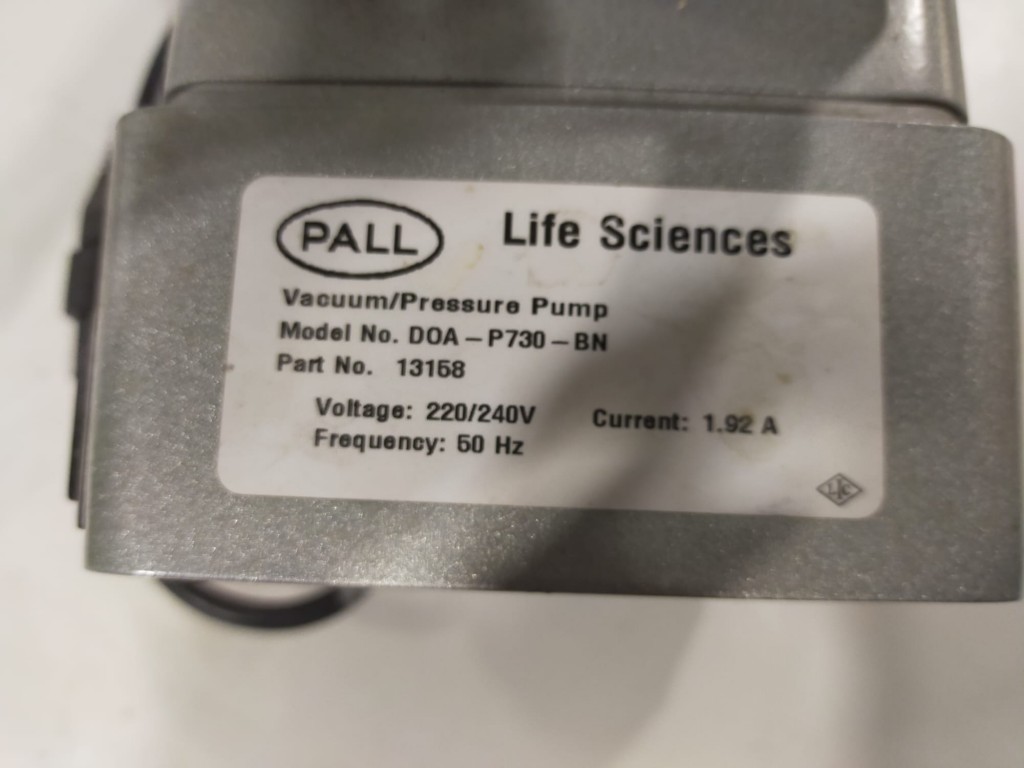 PALL
Life Sciences
Vacuum/Pressure Pump
Model No. DOA – P730 – BN
Part No. 13158
Voltage: 220/240V Current: 1.92 A
Frequency: 50 Hz